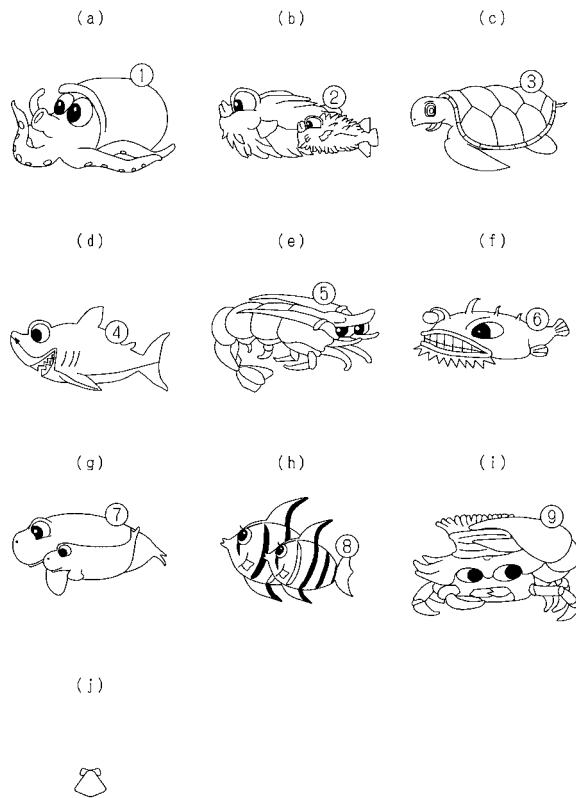 (a) (b) (c)
① ② ③
(d) (e) (f)
④ ⑤ ⑥
(g) (h) (i)
⑦ ⑧ ⑨
(j)